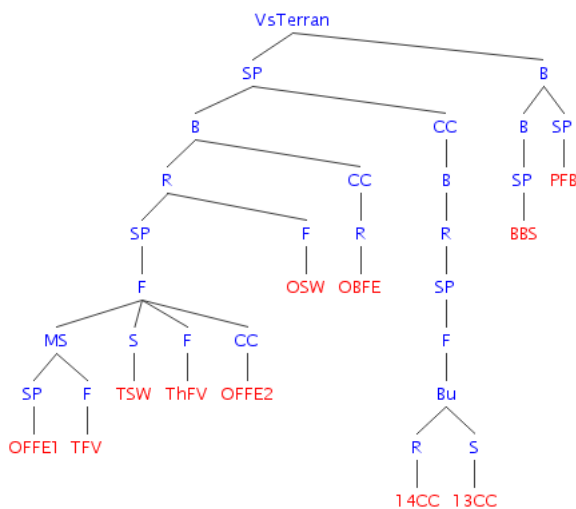 VsTerran
SP B
B CC B SP
R CC B SP PFB
SP F R R BBS
F OSW OBFE SP
MS S F CC F
SP F TSW ThFV OFFE2 Bu
OFFE1 TFV R S
14CC 13CC